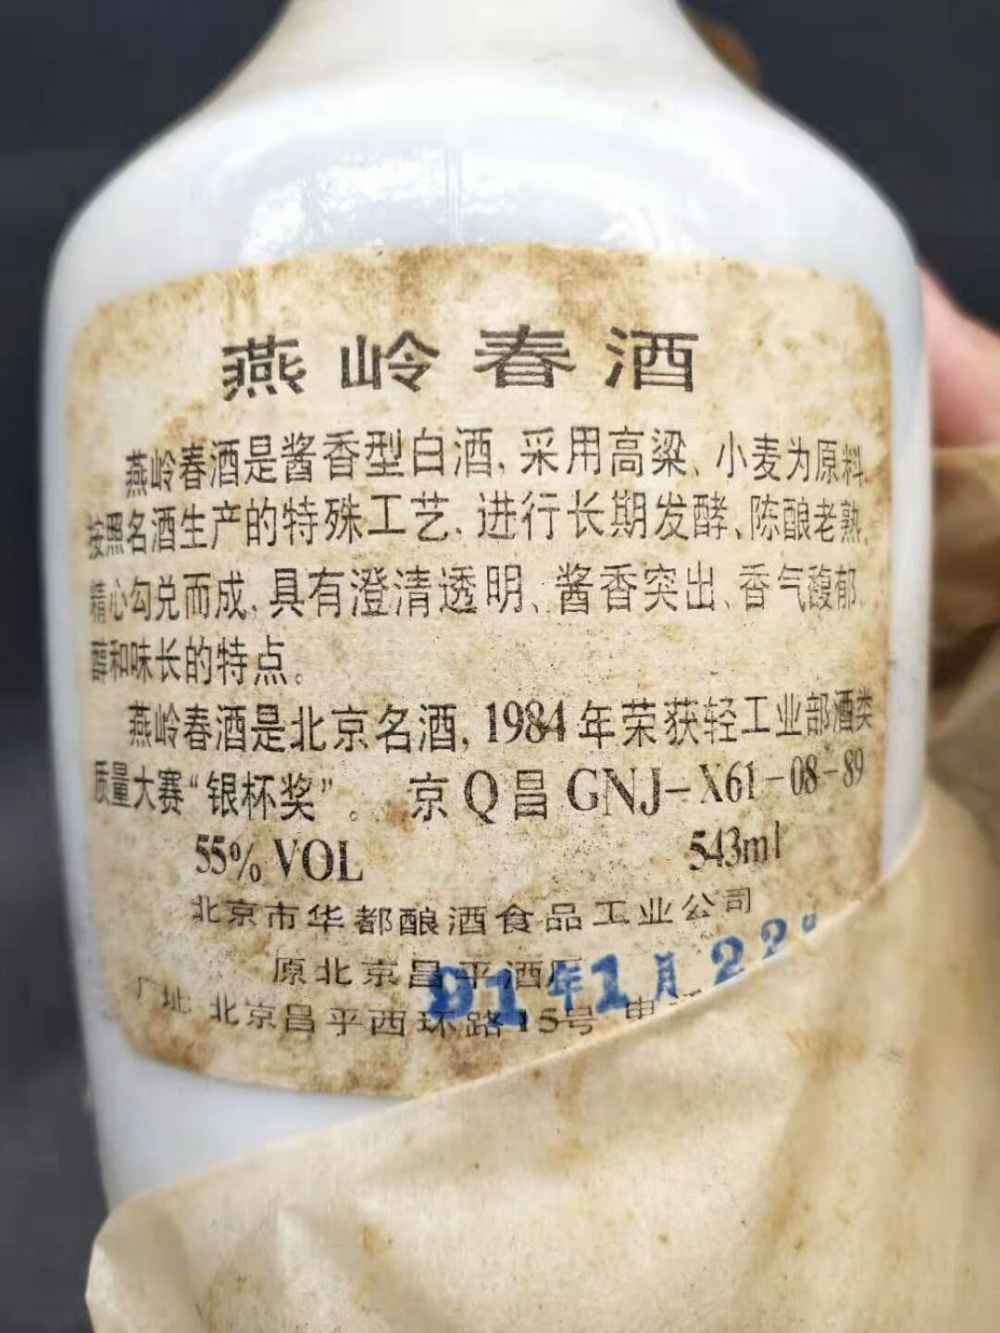 燕岭春酒
燕岭春酒是酱香型白酒,采用高粱、小麦为原料,
按照名酒生产的特殊工艺,进行长期发酵、陈酿老熟,
精心勾兑而成,具有澄清透明、酱香突出、香气馥郁,
醇和味长的特点。
燕岭春酒是北京名酒,1984年荣获轻工业部酒类
质量大赛“银杯奖”。 京Q昌GNJ-X61-08-89
55% VOL 543ml
北京市华都酿酒食品工业公司
原北京昌平酒厂
91年1月22
厂址 北京昌平西环路15号 电